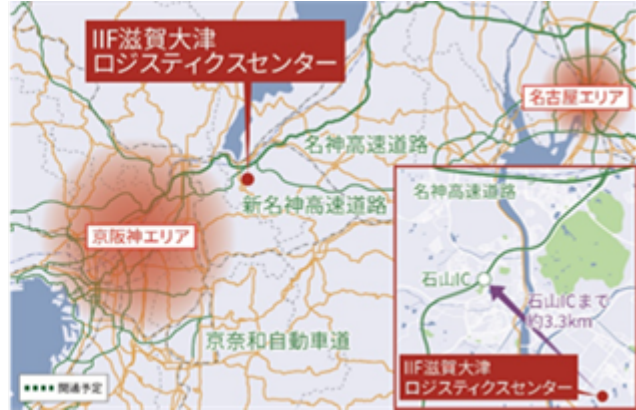 IIF滋賀大津
ロジスティクスセンター
名古屋エリア
名神高速道路
新名神高速道路
京阪神エリア
京奈和自動車道
開通予定
名神高速道路
石山IC
石山ICまで
約3.3km
IIF滋賀大津
ロジスティクスセンター